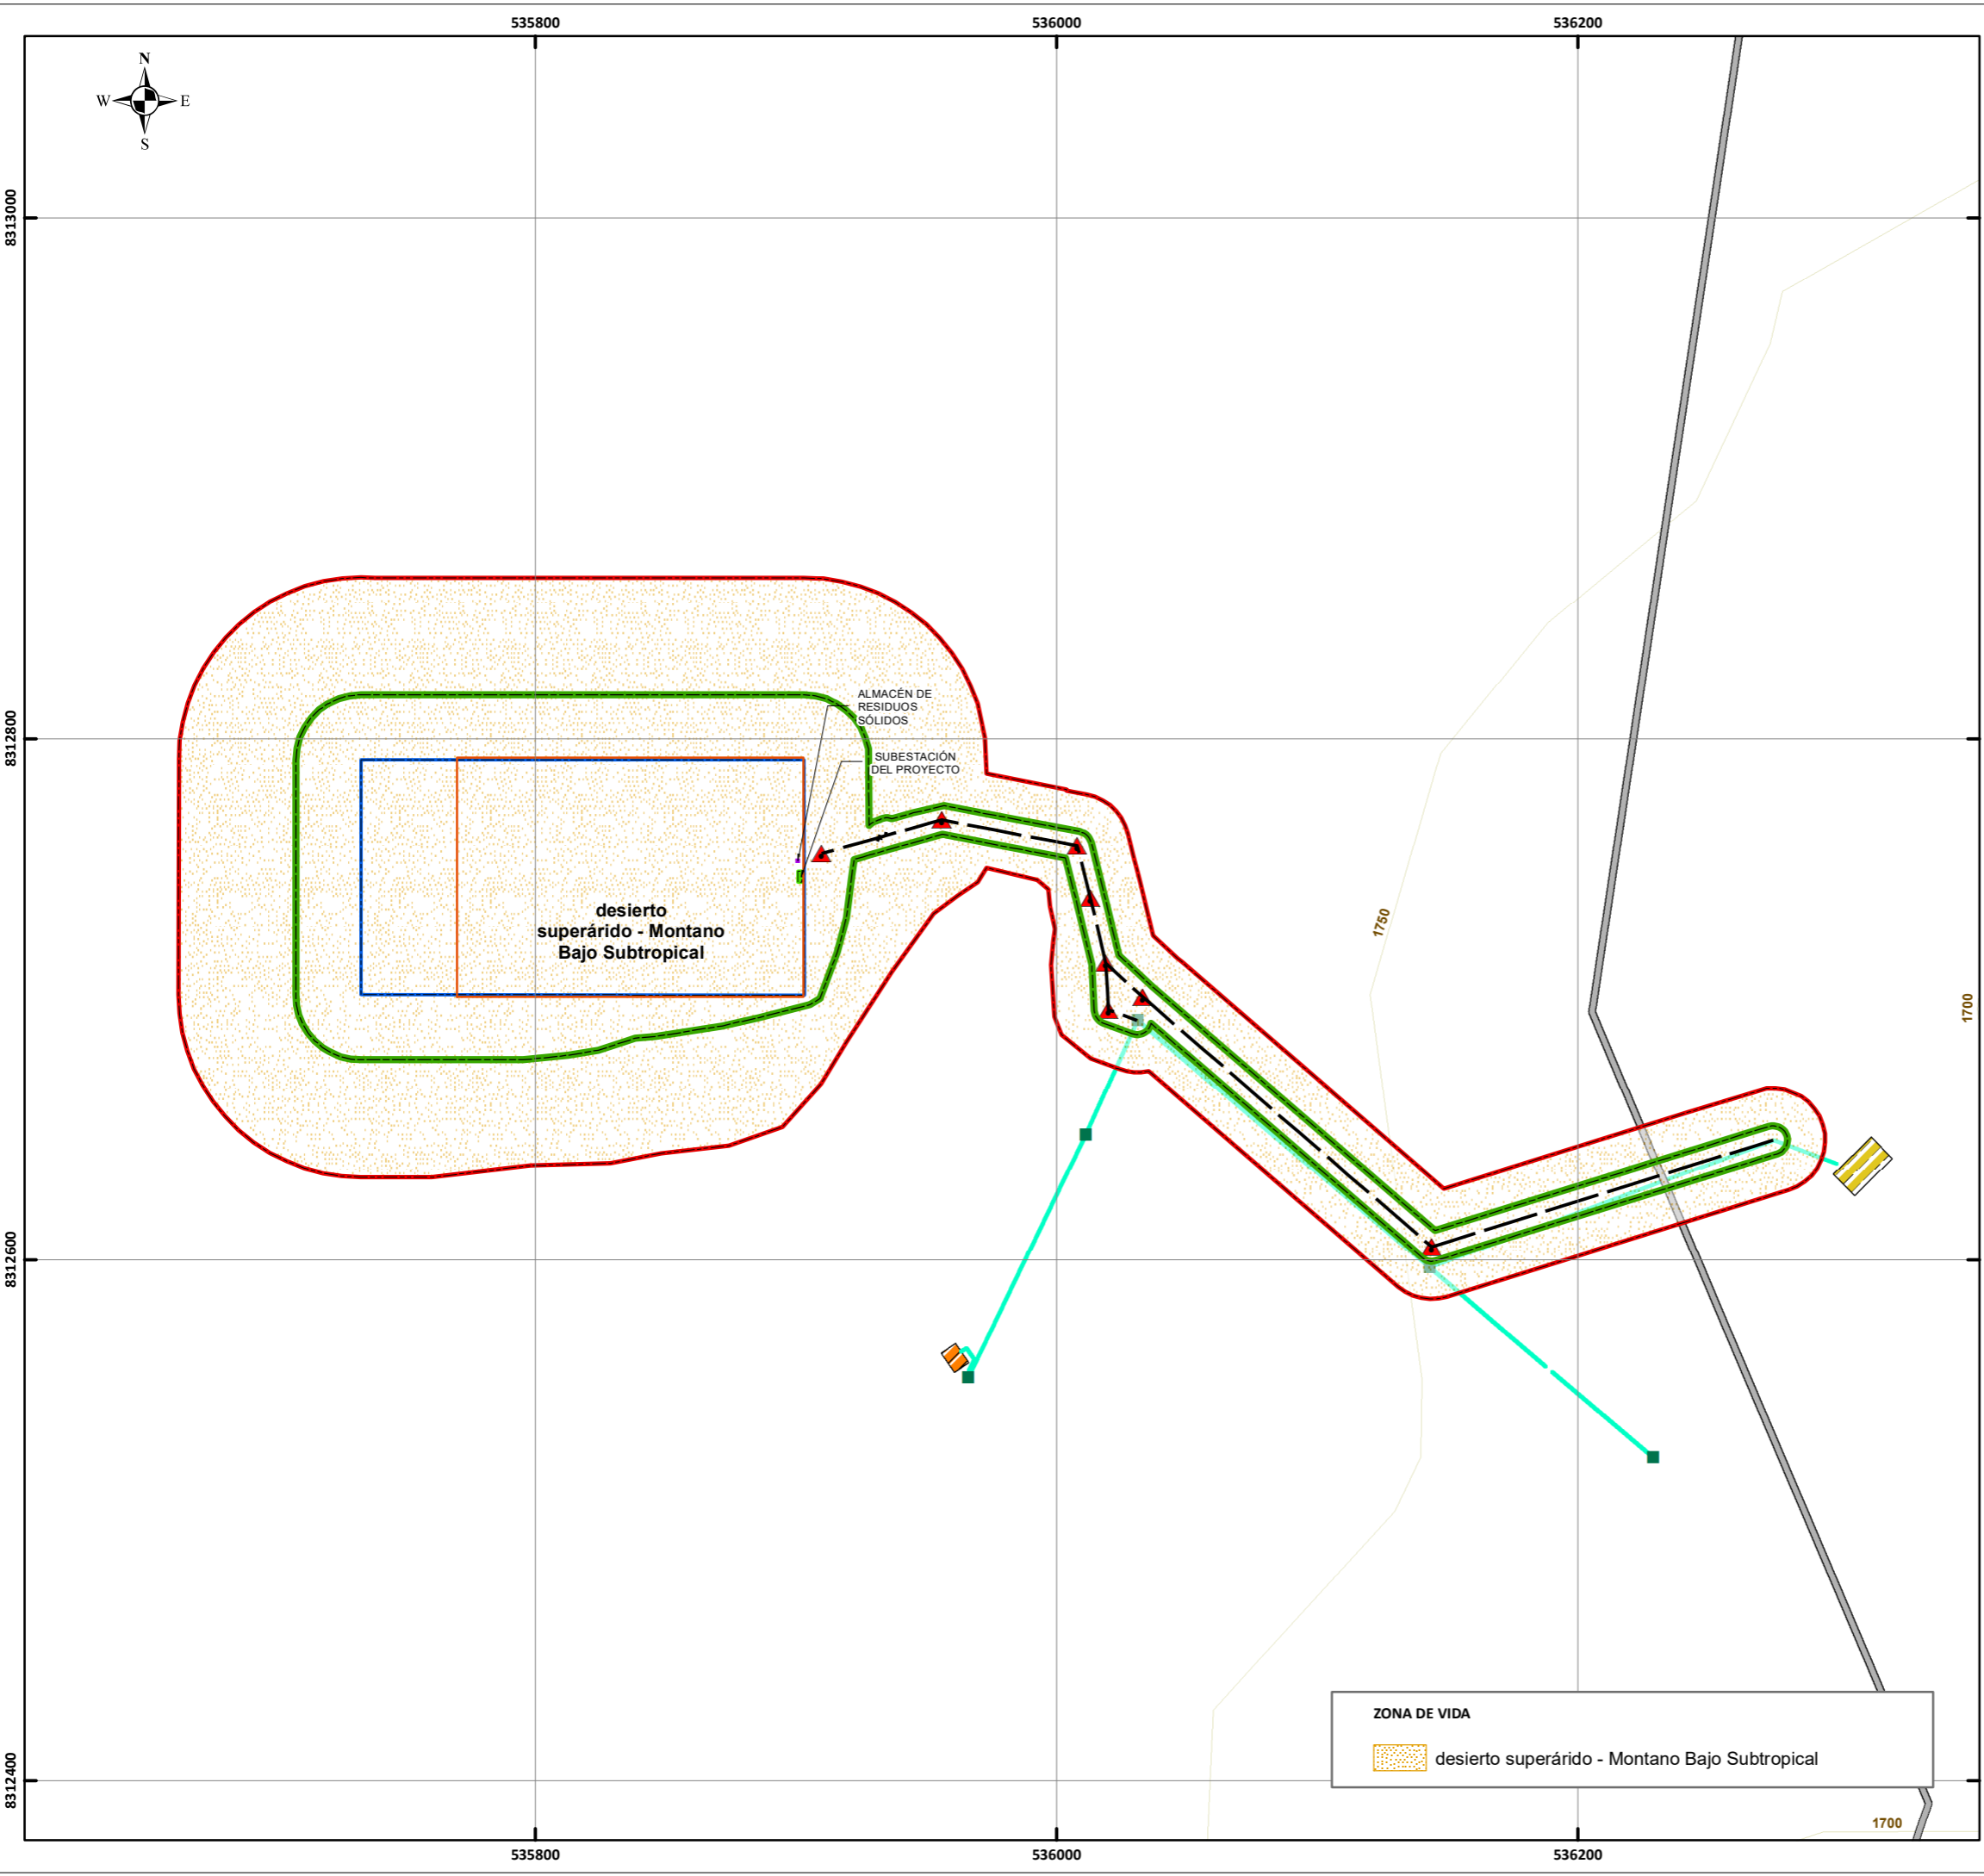 535800
536000
536200
N
W
E
S
8313000
8312800
8312600
8312400
ALMACÉN DE
RESIDUOS
SÓLIDOS
SUBESTACIÓN
DEL PROYECTO
desierto
superárido - Montano
Bajo Subtropical
1750
1700
ZONA DE VIDA
desierto superárido - Montano Bajo Subtropical
1700
535800
536000
536200